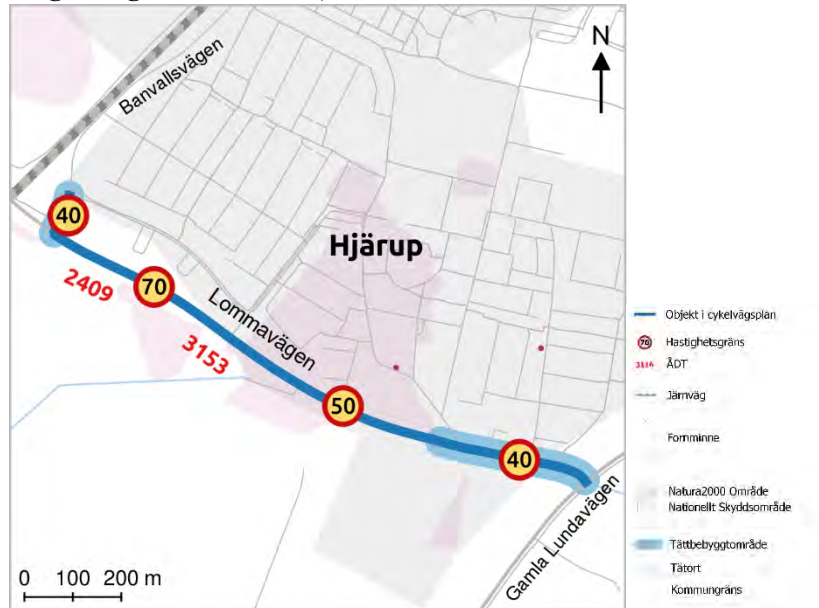 N
Banvallsvägen
40
Hjärup
2409
70
Lommavägen
3153
50
40
Gamla Lundavägen
0 100 200 m
Objekt i cykelvägsplan
70 Hastighetsgräns
ÅDT
Järnväg
Fornminne
Natura2000 Område
Nationellt Skyddsområde
Tättbebyggtområde
Tätort
Kommungräns